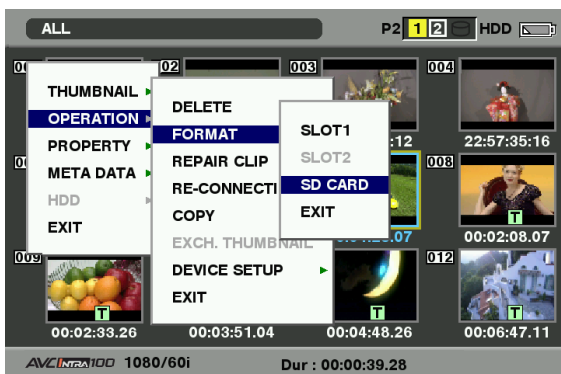 ALL
P2 1 2 HDD
00 02 003 004
THUMBNAIL
OPERATION
PROPERTY
META DATA
HDD
EXIT
DELETE
FORMAT
REPAIR CLIP
RE-CONNECTI
COPY
EXCH. THUMBNAIL
DEVICE SETUP
EXIT
SLOT1
SLOT2
SD CARD
EXIT
:12 22:57:35:16
00 008
T
00:02:08.07
009 012
T T T
00:02:33.26 00:03:51.04 00:04:48.26 00:06:47.11
AVC INTRA 100 1080/60i Dur : 00:00:39.28